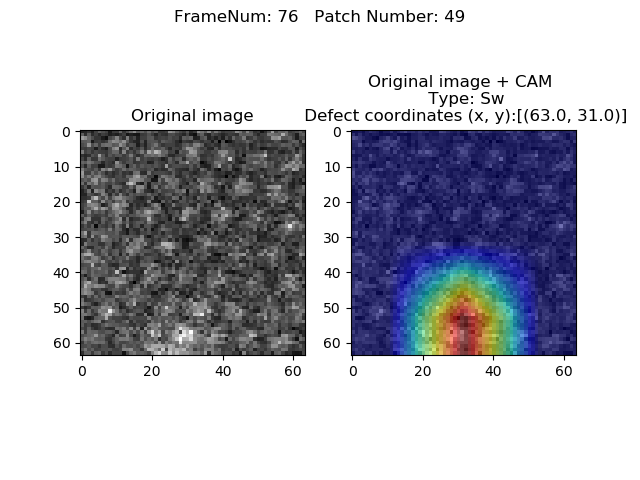 FrameNum: 76   Patch Number: 49
Original image
0
10
20
30
40
50
60
0 20 40 60
Original image + CAM
Type: Sw
Defect coordinates (x, y):[(63.0, 31.0)]
0
10
20
30
40
50
60
0 20 40 60